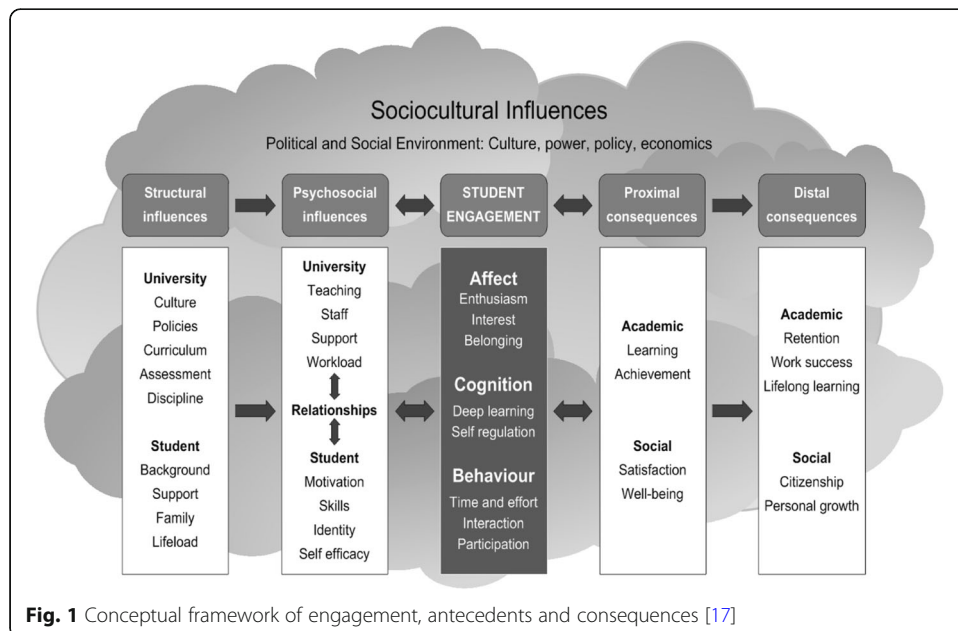 Sociocultural Influences
Political and Social Environment: Culture, power, policy, economics
Structural
influences
Psychosocial
influences
STUDENT
ENGAGEMENT
Proximal
consequences
Distal
consequences
University
Culture
Policies
Curriculum
Assessment
Discipline
Student
Background
Support
Family
Lifeload
University
Teaching
Staff
Support
Workload
Relationships
Student
Motivation
Skills
Identity
Self efficacy
Affect
Enthusiasm
Interest
Belonging
Cognition
Deep learning
Self regulation
Behaviour
Time and effort
Interaction
Participation
Academic
Learning
Achievement
Social
Satisfaction
Well-being
Academic
Retention
Work success
Lifelong learning
Social
Citizenship
Personal growth
Fig. 1 Conceptual framework of engagement, antecedents and consequences [17]